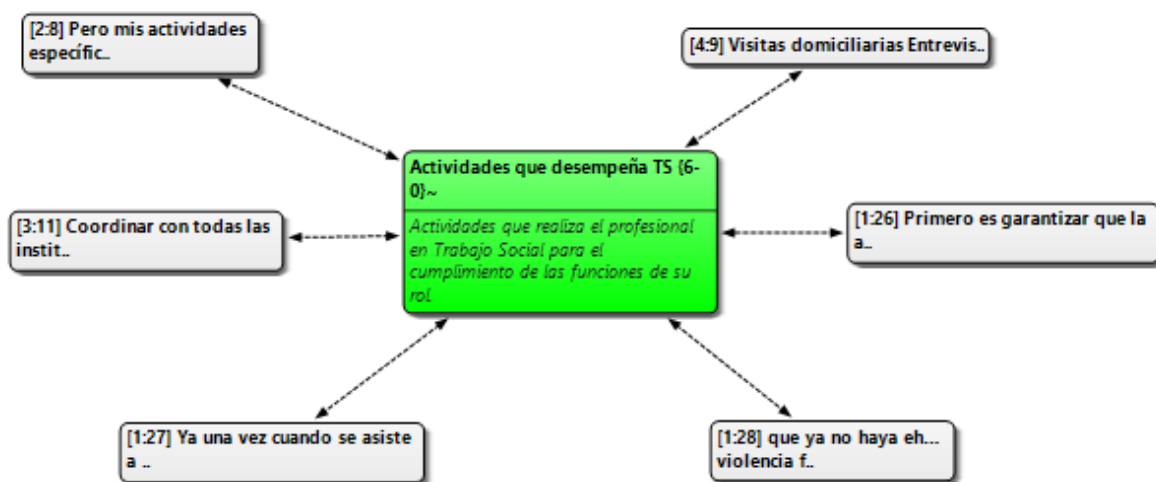 [2:8] Pero mis actividades
específic..
[4:9] Visitas domiciliarias Entrevis..
Actividades que desempeña TS {6-
0}~
Actividades que realiza el profesional
en Trabajo Social para el
cumplimiento de las funciones de su
rol.
[3:11] Coordinar con todas las
instit..
[1:26] Primero es garantizar que la
a..
[1:27] Ya una vez cuando se asiste
a ..
[1:28] que ya no haya eh...
violencia f..